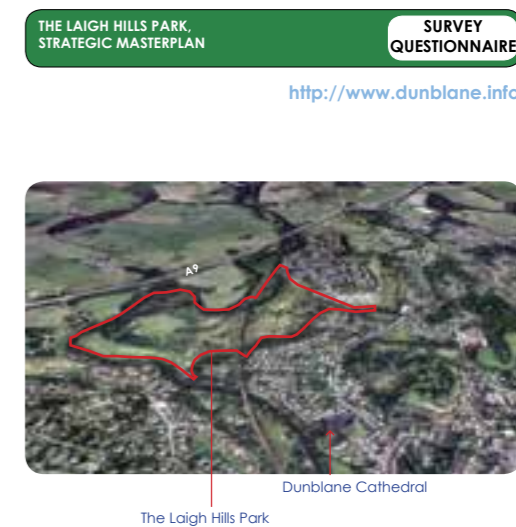 THE LAIGH HILLS PARK,
STRATEGIC MASTERPLAN
SURVEY
QUESTIONNAIRE
http://www.dunblane.info
A9
Dunblane Cathedral
The Laigh Hills Park